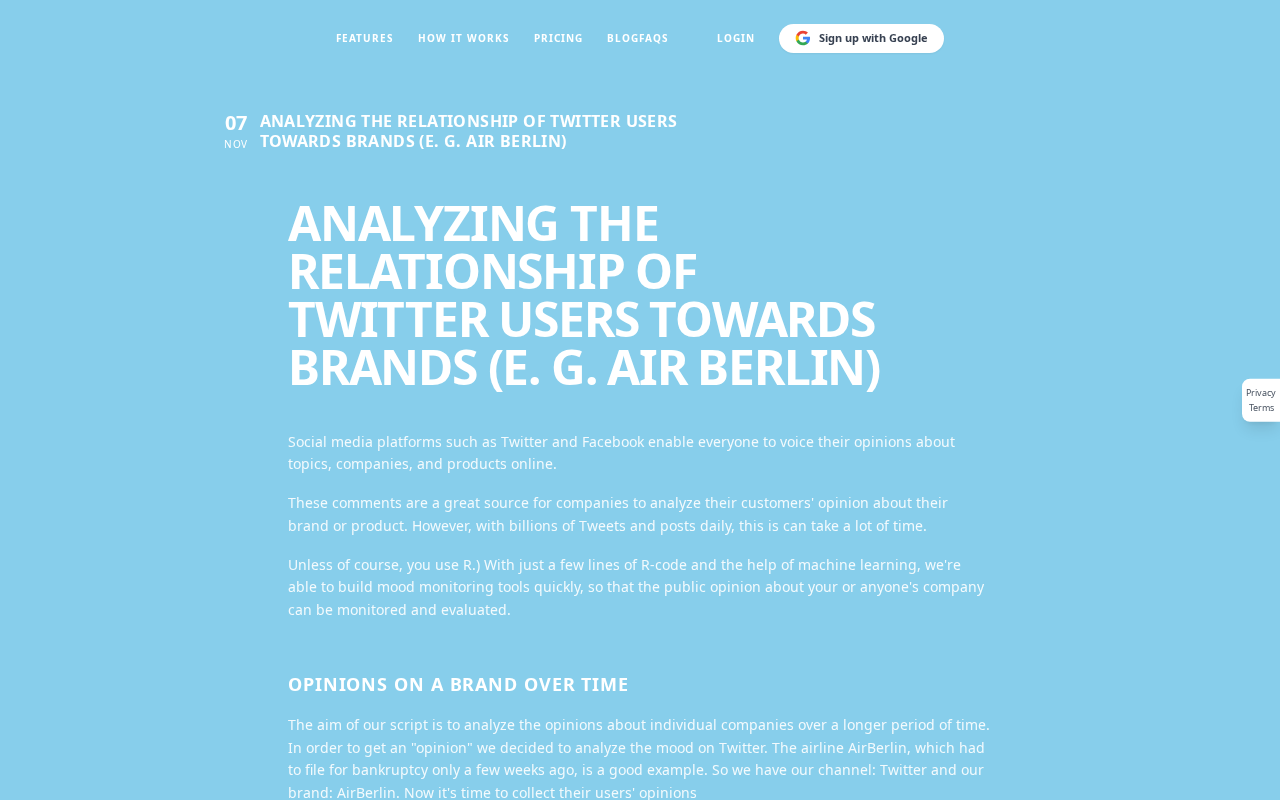 FEATURES HOW IT WORKS PRICING BLOG FAQS LOGIN Sign up with Google
07 NOV
ANALYZING THE RELATIONSHIP OF TWITTER USERS
TOWARDS BRANDS (E. G. AIR BERLIN)
ANALYZING THE
RELATIONSHIP OF
TWITTER USERS TOWARDS
BRANDS (E. G. AIR BERLIN)
Privacy
Terms
Social media platforms such as Twitter and Facebook enable everyone to voice their opinions about
topics, companies, and products online.
These comments are a great source for companies to analyze their customers' opinion about their
brand or product. However, with billions of Tweets and posts daily, this is can take a lot of time.
Unless of course, you use R.) With just a few lines of R-code and the help of machine learning, we're
able to build mood monitoring tools quickly, so that the public opinion about your or anyone's company
can be monitored and evaluated.
OPINIONS ON A BRAND OVER TIME
The aim of our script is to analyze the opinions about individual companies over a longer period of time.
In order to get an "opinion" we decided to analyze the mood on Twitter. The airline AirBerlin, which had
to file for bankruptcy only a few weeks ago, is a good example. So we have our channel: Twitter and our
brand: AirBerlin. Now it's time to collect their users' opinions